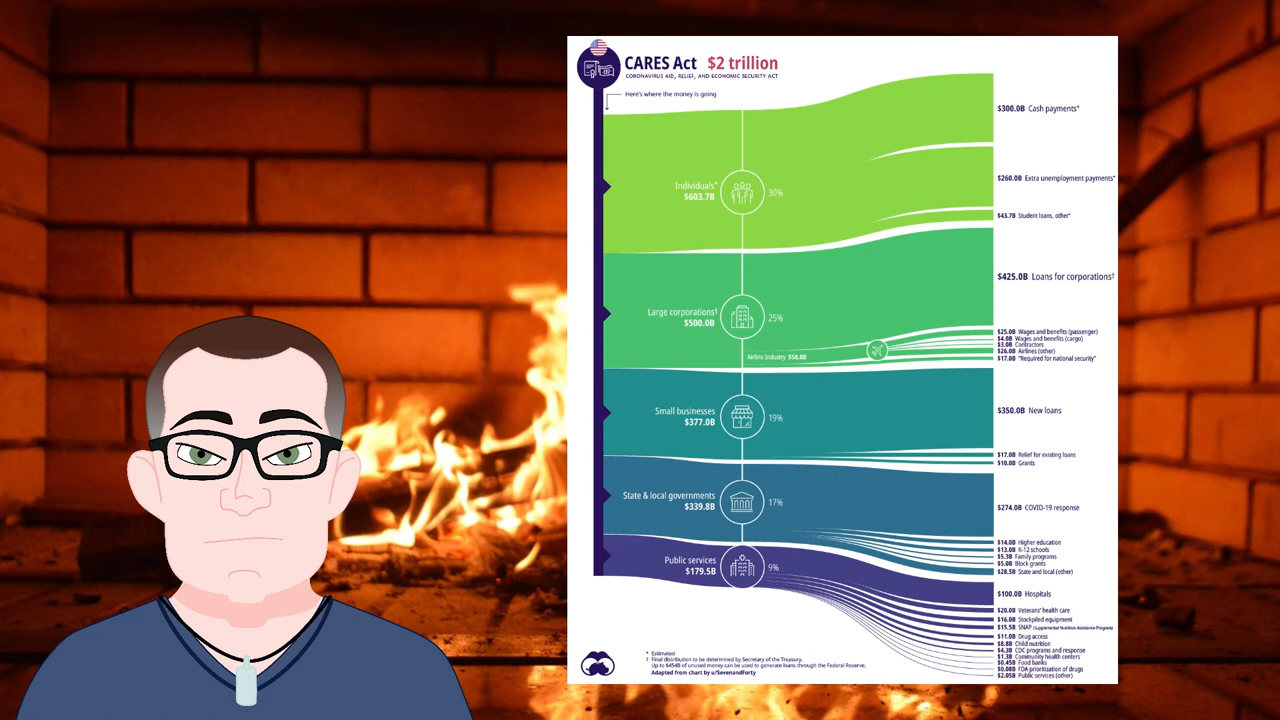 CARES Act $2 trillion
CORONAVIRUS AID, RELIEF, AND ECONOMIC SECURITY ACT
Here's where the money is going
Individuals*
$603.7B
30%
$300.0B Cash payments*
$260.0B Extra unemployment payments*
$43.7B Student loans, other*
Large corporations†
$500.0B
25%
Airline Industry $58.0B
$425.0B Loans for corporations†
$25.0B Wages and benefits (passenger)
$4.0B Wages and benefits (cargo)
$3.0B Contractors
$26.0B Airlines (other)
$17.0B "Required for national security"
Small businesses
$377.0B
19%
$350.0B New loans
$17.0B Relief for existing loans
$10.0B Grants
State & local governments
$339.8B
17%
$274.0B COVID-19 response
$14.0B Higher education
$13.0B K-12 schools
$5.3B Family programs
$5.0B Block grants
$28.5B State and local (other)
Public services
$179.5B
9%
$100.0B Hospitals
$20.0B Veterans' health care
$16.0B Stockpiled equipment
$15.5B SNAP (Supplemental Nutrition Assistance Program)
$11.0B Drug access
$8.8B Child nutrition
$4.3B CDC programs and response
$1.3B Community health centers
$0.45B Food banks
$0.08B FDA prioritization of drugs
$2.05B Public services (other)
* Estimated
† Final distribution to be determined by Secretary of the Treasury.
Up to $454B of unused money can be used to generate loans through the Federal Reserve.
Adapted from chart by u/SevenandForty